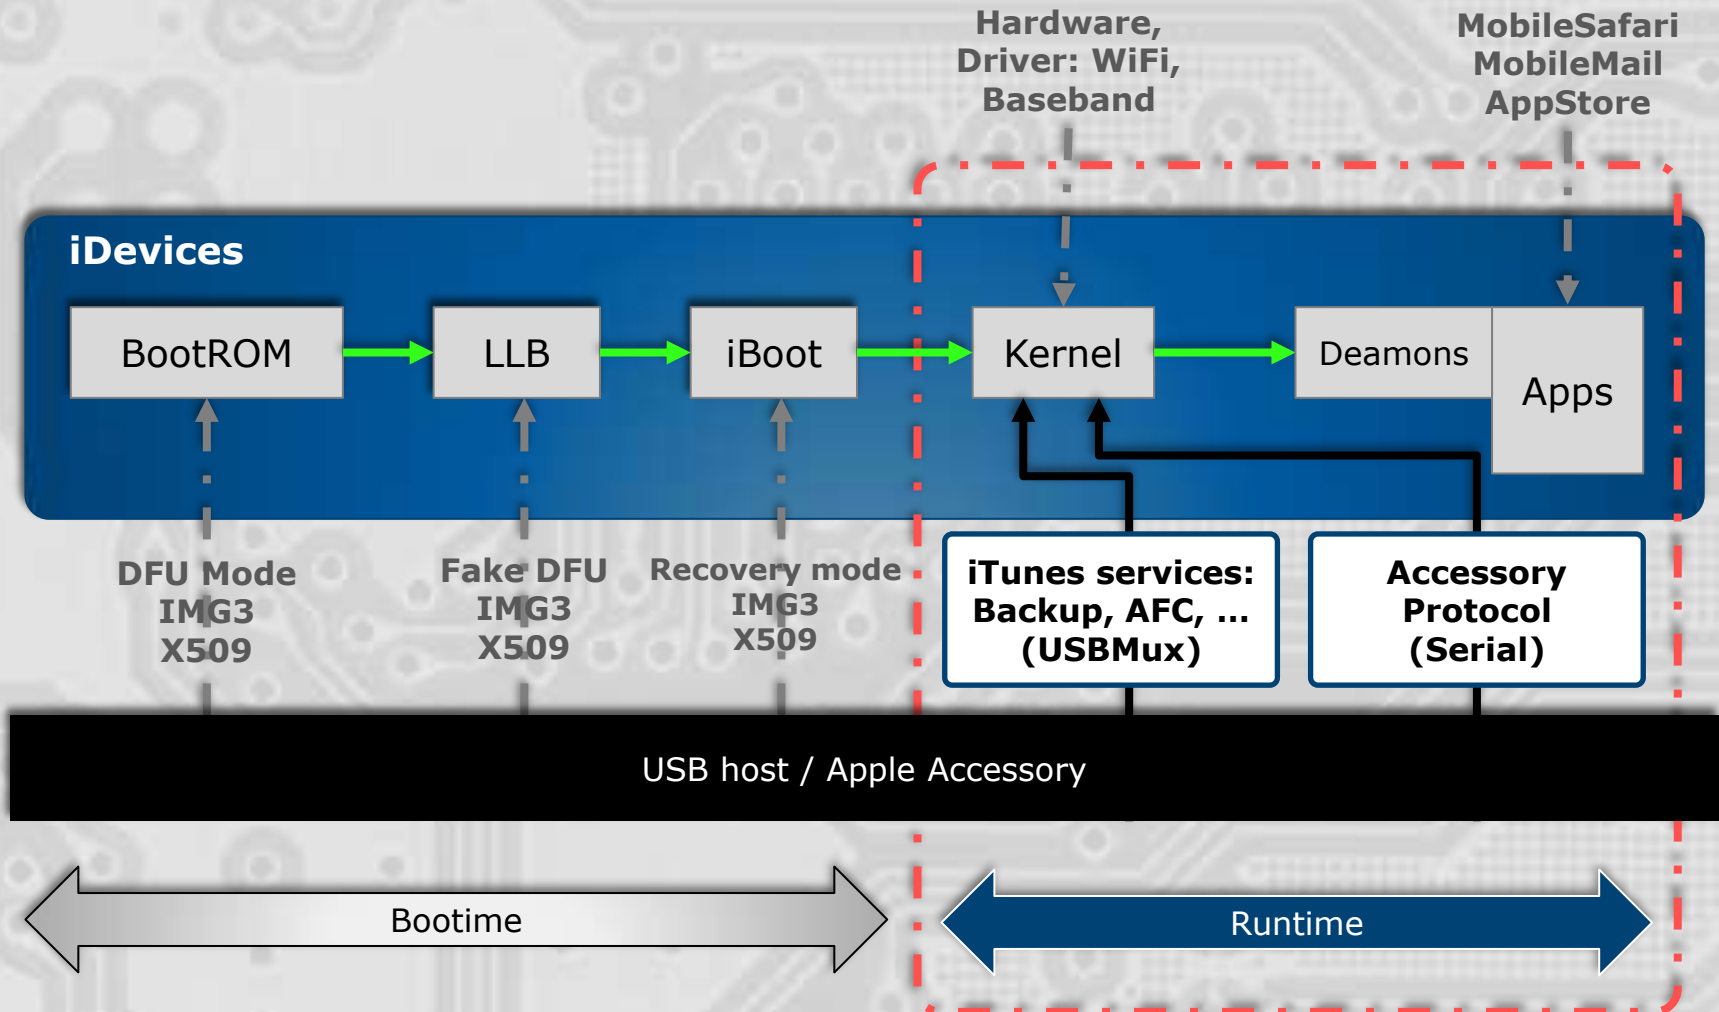 Hardware,
Driver: WiFi,
Baseband
MobileSafari
MobileMail
AppStore
iDevices
BootROM
LLB
iBoot
Kernel
Deamons
Apps
DFU Mode
IMG3
X509
Fake DFU
IMG3
X509
Recovery mode
IMG3
X509
iTunes services:
Backup, AFC, ...
(USBMux)
Accessory
Protocol
(Serial)
USB host / Apple Accessory
Bootime
Runtime